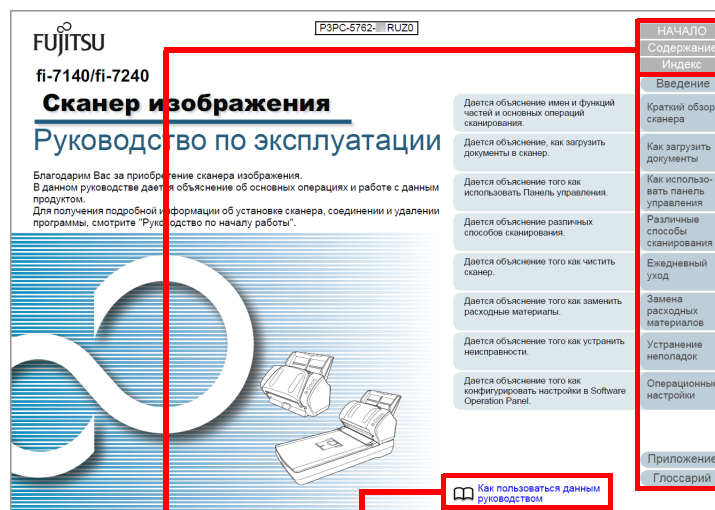 FUJITSU
P3PC-5762- RUZ0
fi-7140/fi-7240
Сканер изображения
Руководство по эксплуатации
Благодарим Вас за приобретение сканера изображения.
В данном руководстве дается объяснение об основных операциях и работе с данным
продуктом.
Для получения подробной информации об установке сканера, соединении и удалении
программы, смотрите "Руководство по началу работы".
Дается объяснение имен и функций
частей и основных операций
сканирования.
Дается объяснение, как загрузить
документы в сканер.
Дается объяснение того как
использовать Панель управления.
Дается объяснение различных
способов сканирования.
Дается объяснение того как чистить
сканер.
Дается объяснение того как заменить
расходные материалы.
Дается объяснение того как устранить
неисправности.
Дается объяснение того как
конфигурировать настройки в Software
Operation Panel.
НАЧАЛО
Содержание
Индекс
Введение
Краткий обзор
сканера
Как загрузить
документы
Как использо-
вать панель
управления
Различные
способы
сканирования
Ежедневный
уход
Замена
расходных
материалов
Устранение
неполадок
Операционные
настройки
Приложение
Глоссарий
Как пользоваться данным
руководством